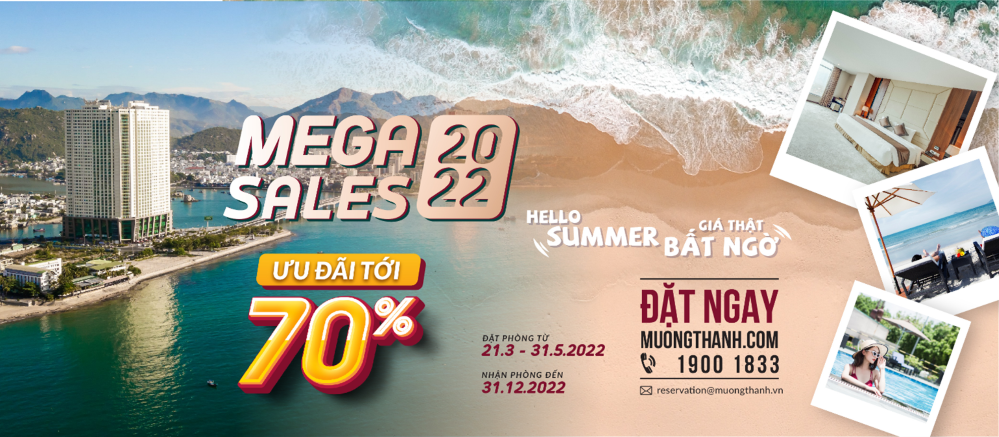 MEGA
SALES
20
22
ƯU ĐÃI TỚI
70%
HELLO
SUMMER
GIÁ THẬT
BẤT NGỜ
ĐẶT PHÒNG TỪ
21.3 - 31.5.2022
NHẬN PHÒNG ĐẾN
31.12.2022
ĐẶT NGAY
MUONGTHANH.COM
1900 1833
reservation@muongthanh.vn